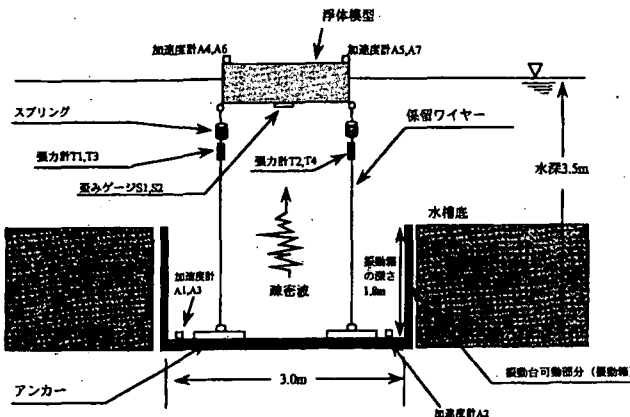 浮体模型
加速度計A4,A6
加速度計A5,A7
スプリング
保留ワイヤー
張力計T1,T3
張力計T2,T4
水深3.5m
歪みゲージS1,S2
水槽底
加速度計
A1,A3
振動箱
の深さ
1.8m
疎密波
アンカー
3.0m
振動台可動部分（振動箱）
加速度計A2